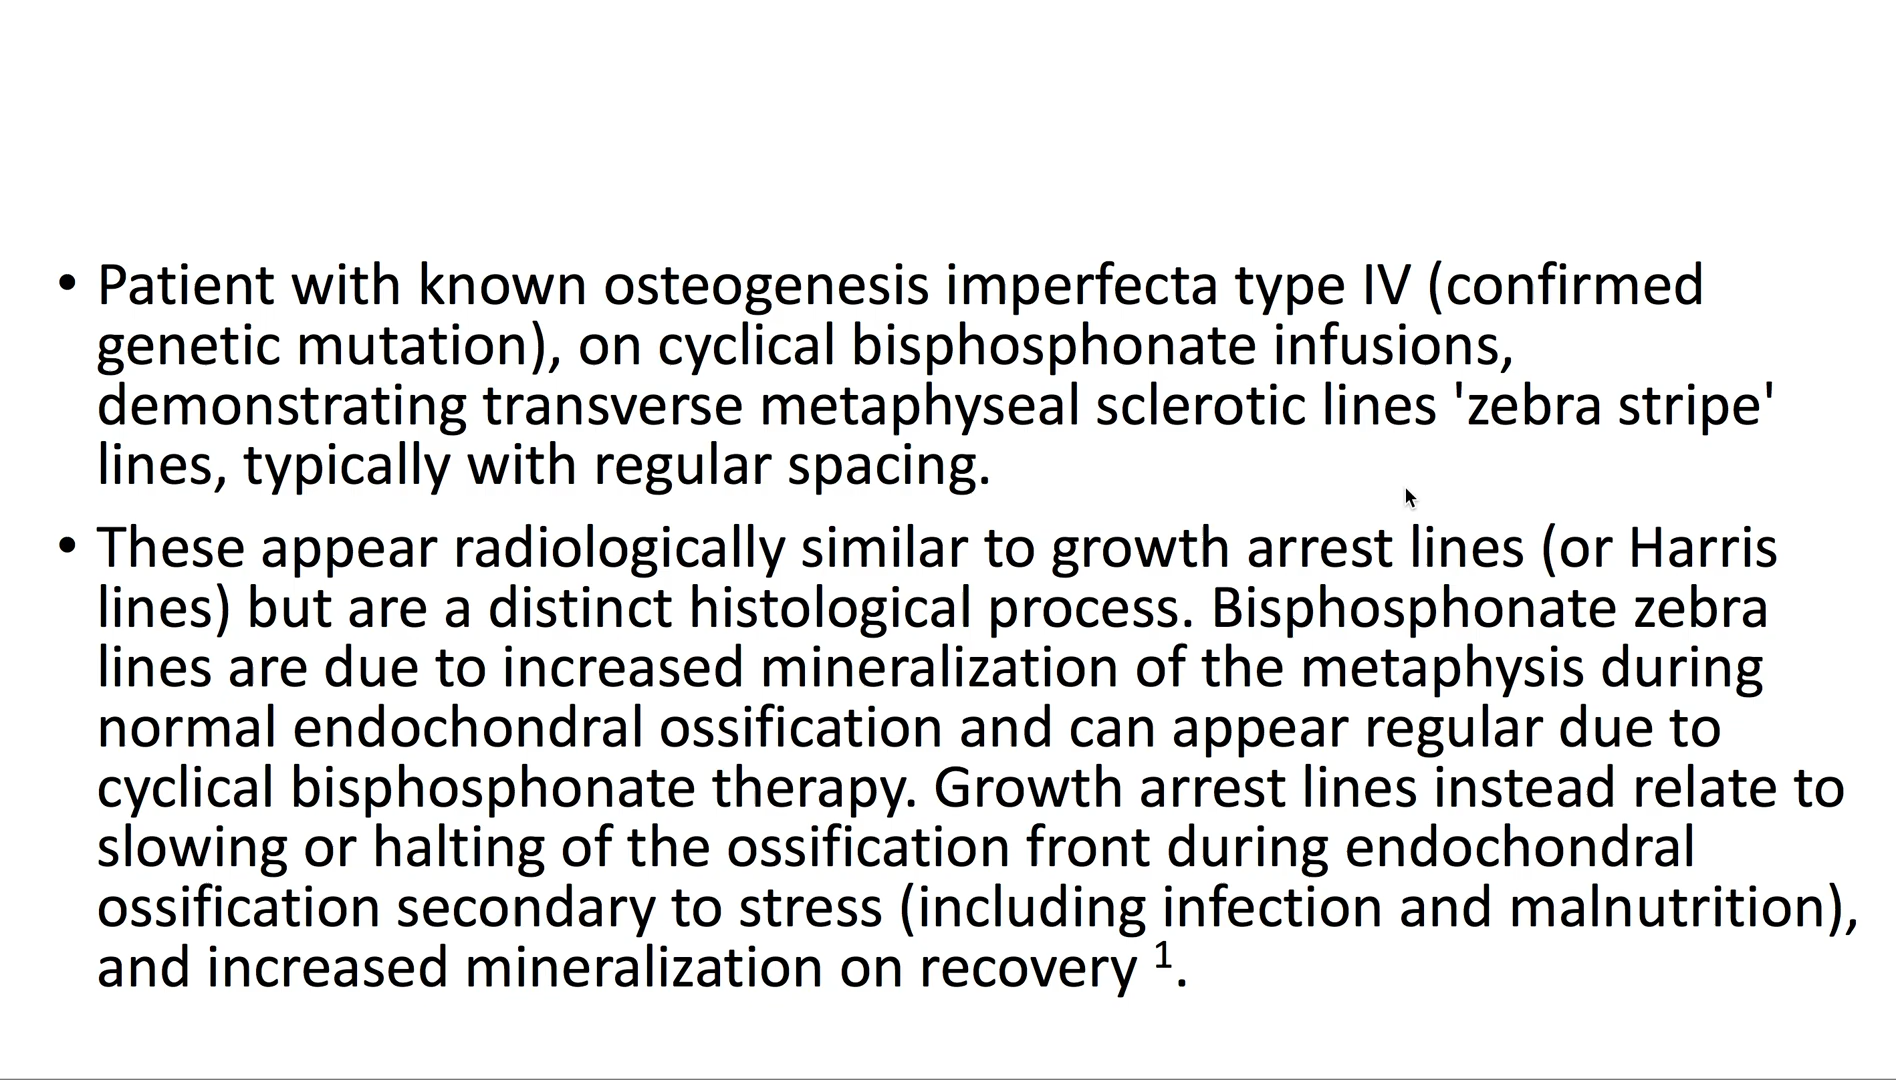 • Patient with known osteogenesis imperfecta type IV (confirmed
genetic mutation), on cyclical bisphosphonate infusions,
demonstrating transverse metaphyseal sclerotic lines 'zebra stripe'
lines, typically with regular spacing.
• These appear radiologically similar to growth arrest lines (or Harris
lines) but are a distinct histological process. Bisphosphonate zebra
lines are due to increased mineralization of the metaphysis during
normal endochondral ossification and can appear regular due to
cyclical bisphosphonate therapy. Growth arrest lines instead relate to
slowing or halting of the ossification front during endochondral
ossification secondary to stress (including infection and malnutrition),
and increased mineralization on recovery ¹.